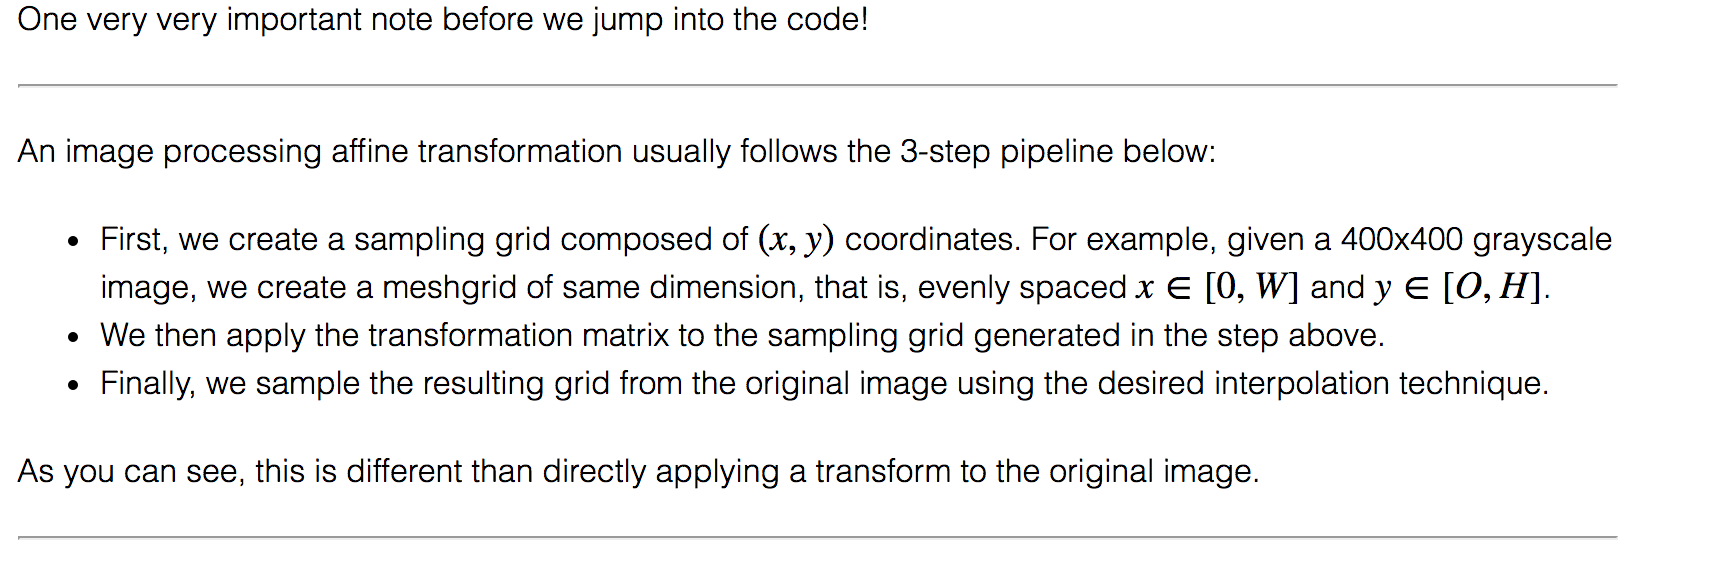 One very very important note before we jump into the code!
An image processing affine transformation usually follows the 3-step pipeline below:
• First, we create a sampling grid composed of (x, y) coordinates. For example, given a 400x400 grayscale
image, we create a meshgrid of same dimension, that is, evenly spaced x ∈ [0, W] and y ∈ [O, H].
• We then apply the transformation matrix to the sampling grid generated in the step above.
• Finally, we sample the resulting grid from the original image using the desired interpolation technique.
As you can see, this is different than directly applying a transform to the original image.